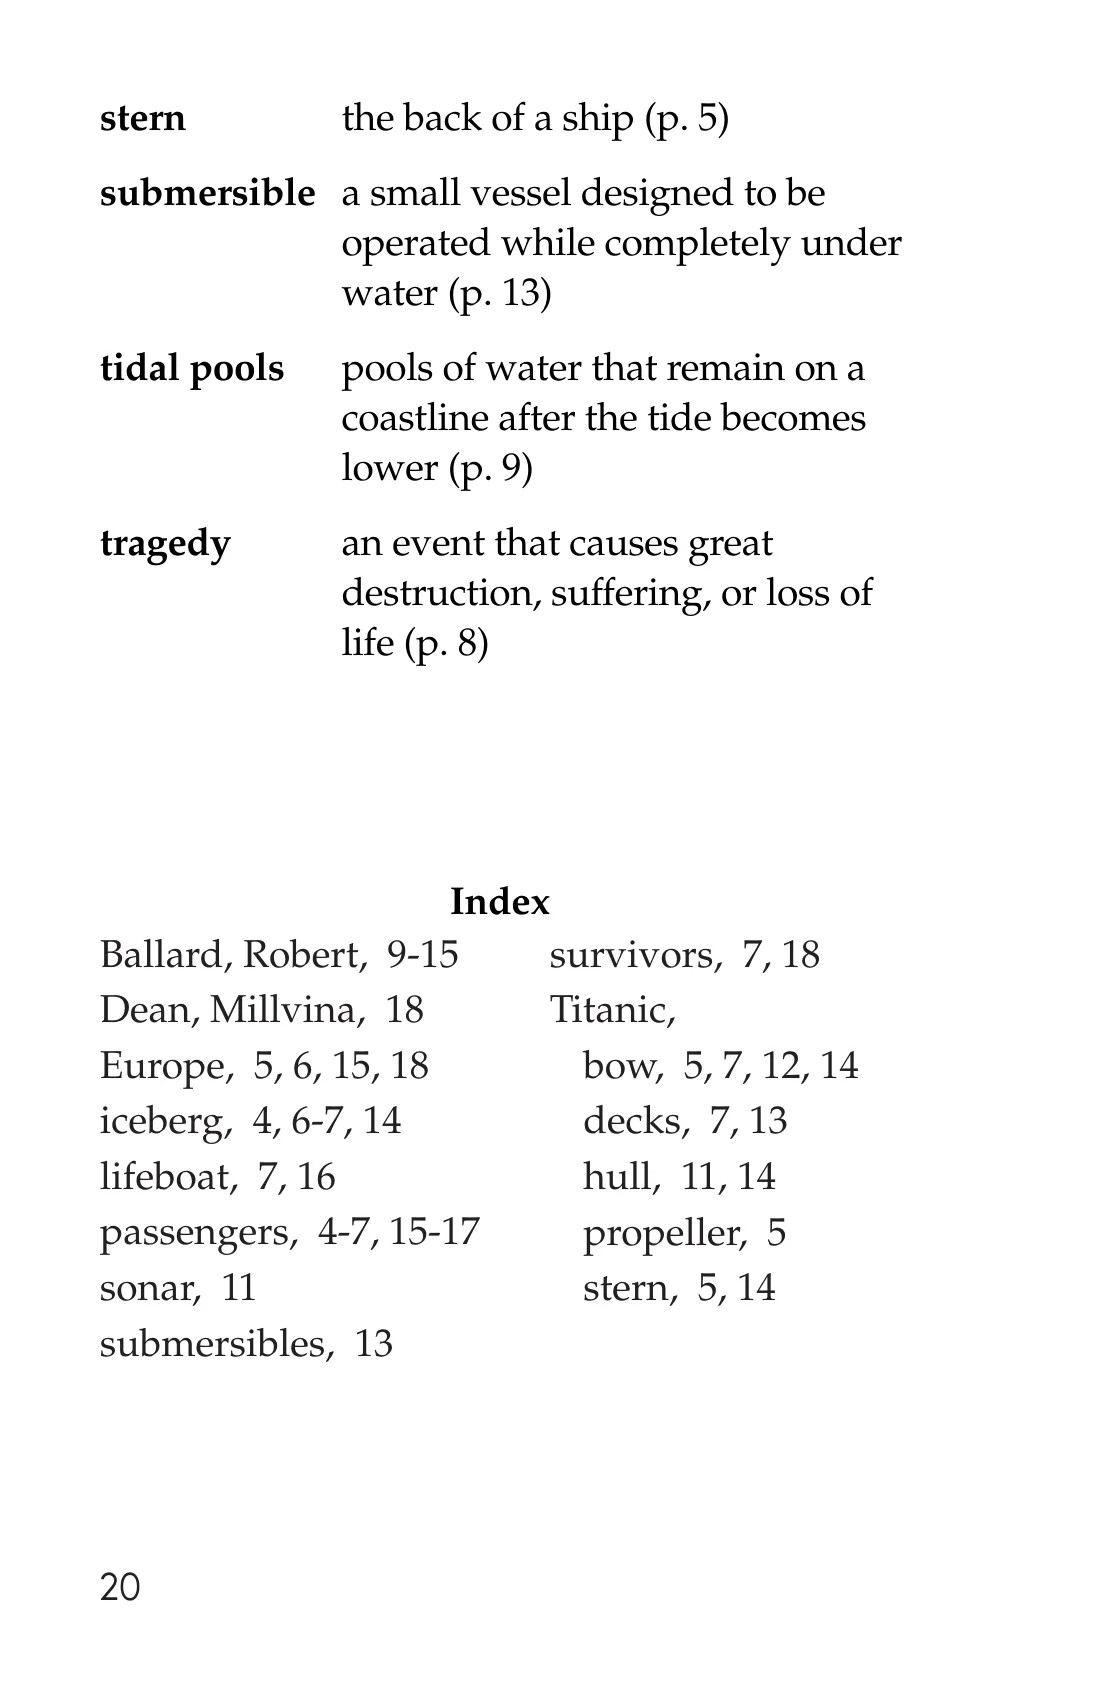 stern the back of a ship (p. 5)
submersible a small vessel designed to be
operated while completely under
water (p. 13)
tidal pools pools of water that remain on a
coastline after the tide becomes
lower (p. 9)
tragedy an event that causes great
destruction, suffering, or loss of
life (p. 8)
Index
Ballard, Robert, 9-15
Dean, Millvina, 18
Europe, 5, 6, 15, 18
iceberg, 4, 6-7, 14
lifeboat, 7, 16
passengers, 4-7, 15-17
sonar, 11
submersibles, 13
survivors, 7, 18
Titanic,
bow, 5, 7, 12, 14
decks, 7, 13
hull, 11, 14
propeller, 5
stern, 5, 14
20